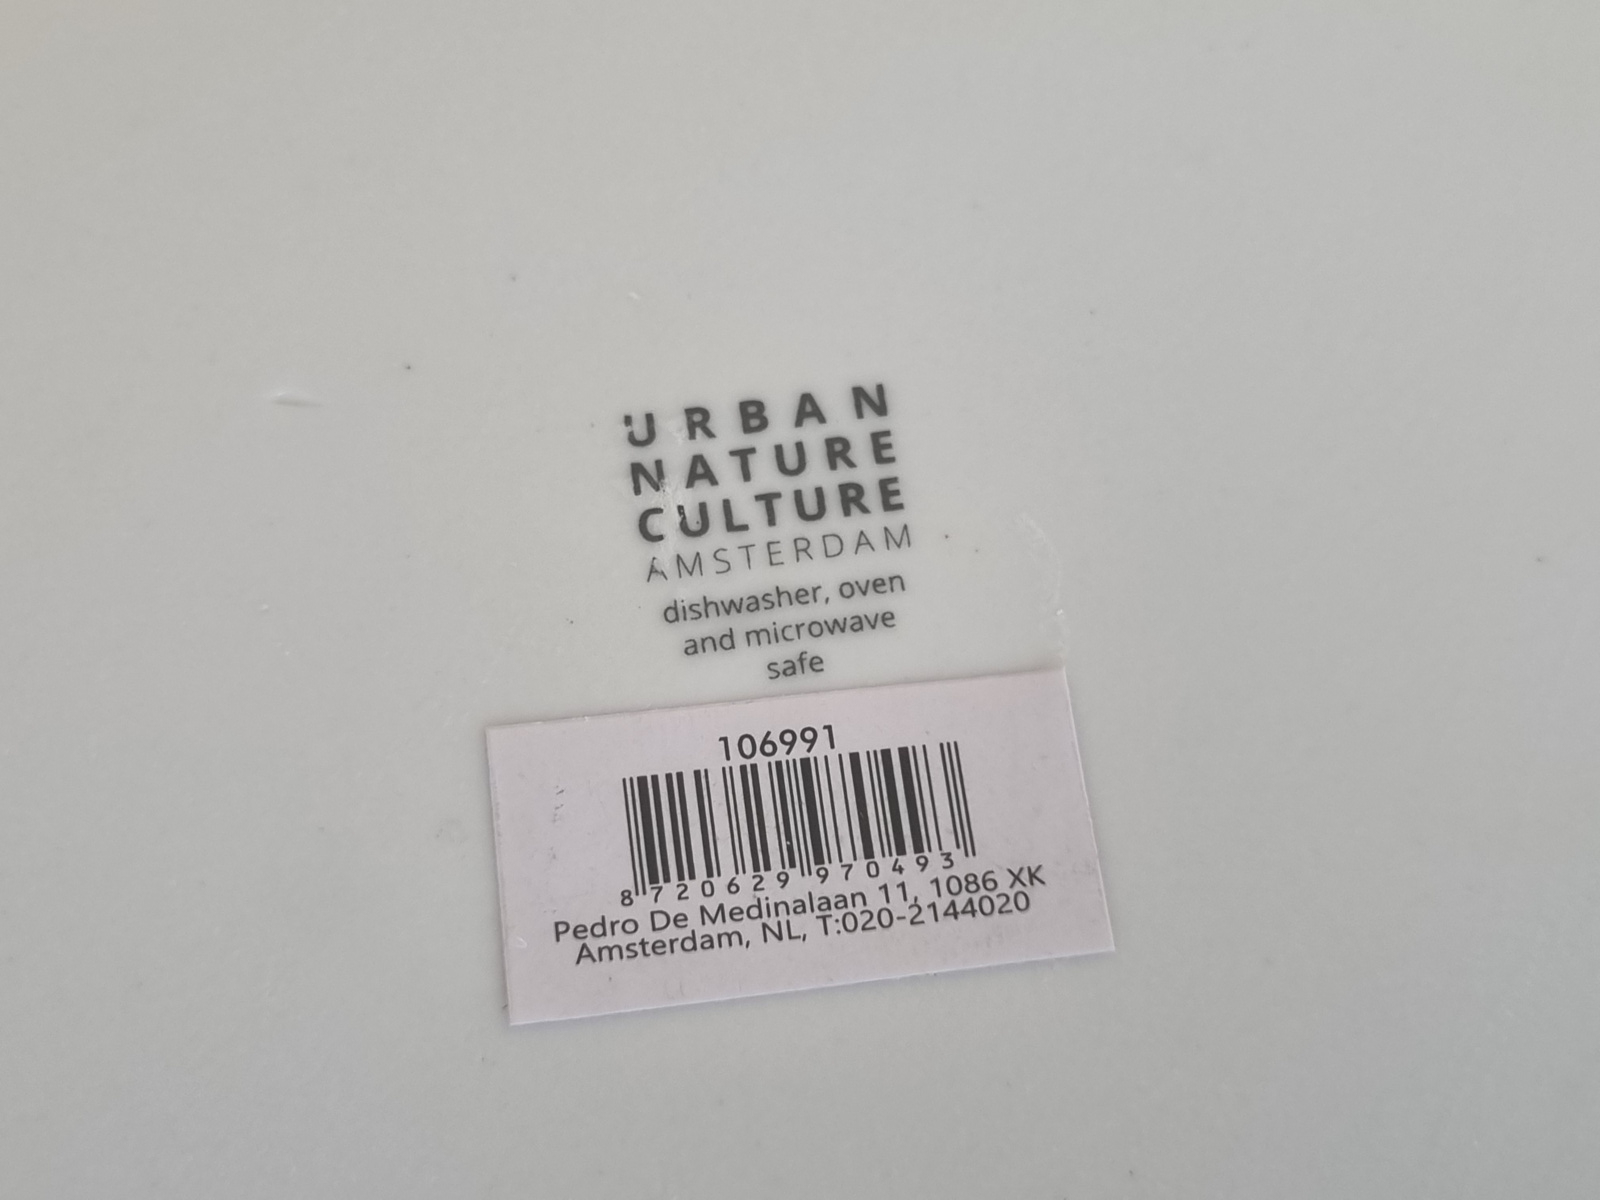 URBAN
NATURE
CULTURE
AMSTERDAM
dishwasher, oven
and microwave
safe
106991
8 720629 970493
Pedro De Medinalaan 11, 1086 XK
Amsterdam, NL, T:020-2144020